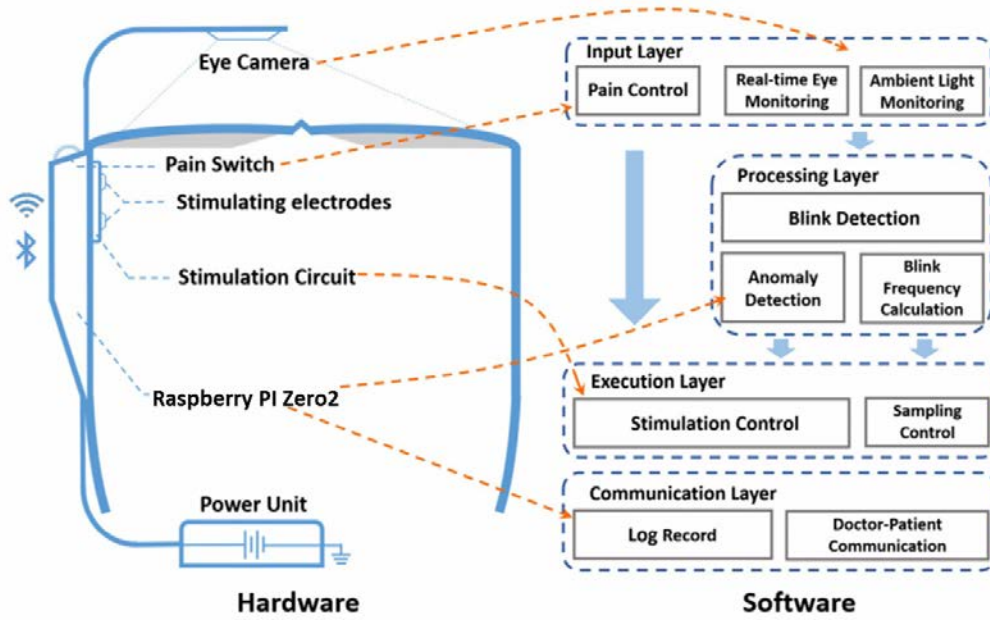 Eye Camera
Pain Switch
Stimulating electrodes
Stimulation Circuit
Raspberry PI Zero2
Power Unit
Hardware
Input Layer
Pain Control
Real-time Eye
Monitoring
Ambient Light
Monitoring
Processing Layer
Blink Detection
Anomaly
Detection
Blink
Frequency
Calculation
Execution Layer
Stimulation Control
Sampling
Control
Communication Layer
Log Record
Doctor-Patient
Communication
Software